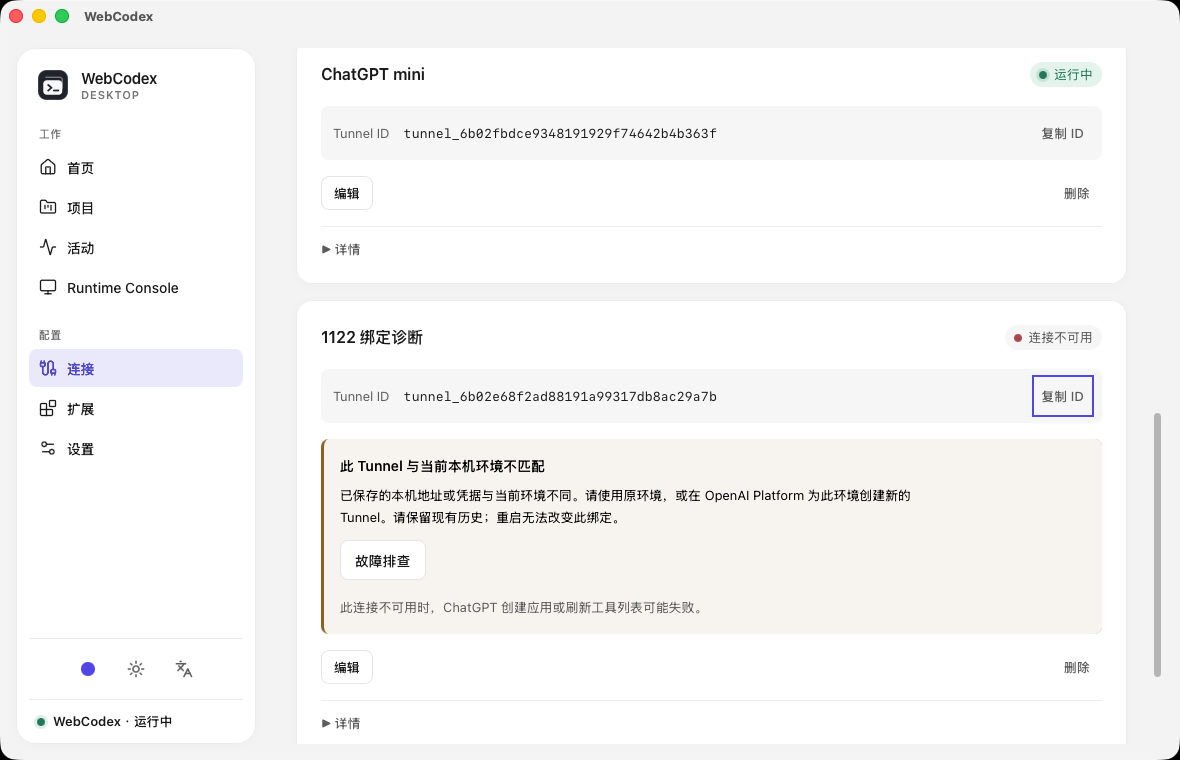 WebCodex
WebCodex
DESKTOP
工作
首页
项目
活动
Runtime Console
配置
连接
扩展
设置
WebCodex · 运行中
ChatGPT mini
运行中
Tunnel ID tunnel_6b02fbdce9348191929f74642b4b363f 复制 ID
编辑 删除
详情
1122 绑定诊断
连接不可用
Tunnel ID tunnel_6b02e68f2ad88191a99317db8ac29a7b 复制 ID
此 Tunnel 与当前本机环境不匹配
已保存的本机地址或凭据与当前环境不同。请使用原环境，或在 OpenAI Platform 为此环境创建新的
Tunnel。请保留现有历史；重启无法改变此绑定。
故障排查
此连接不可用时，ChatGPT 创建应用或刷新工具列表可能失败。
编辑 删除
详情